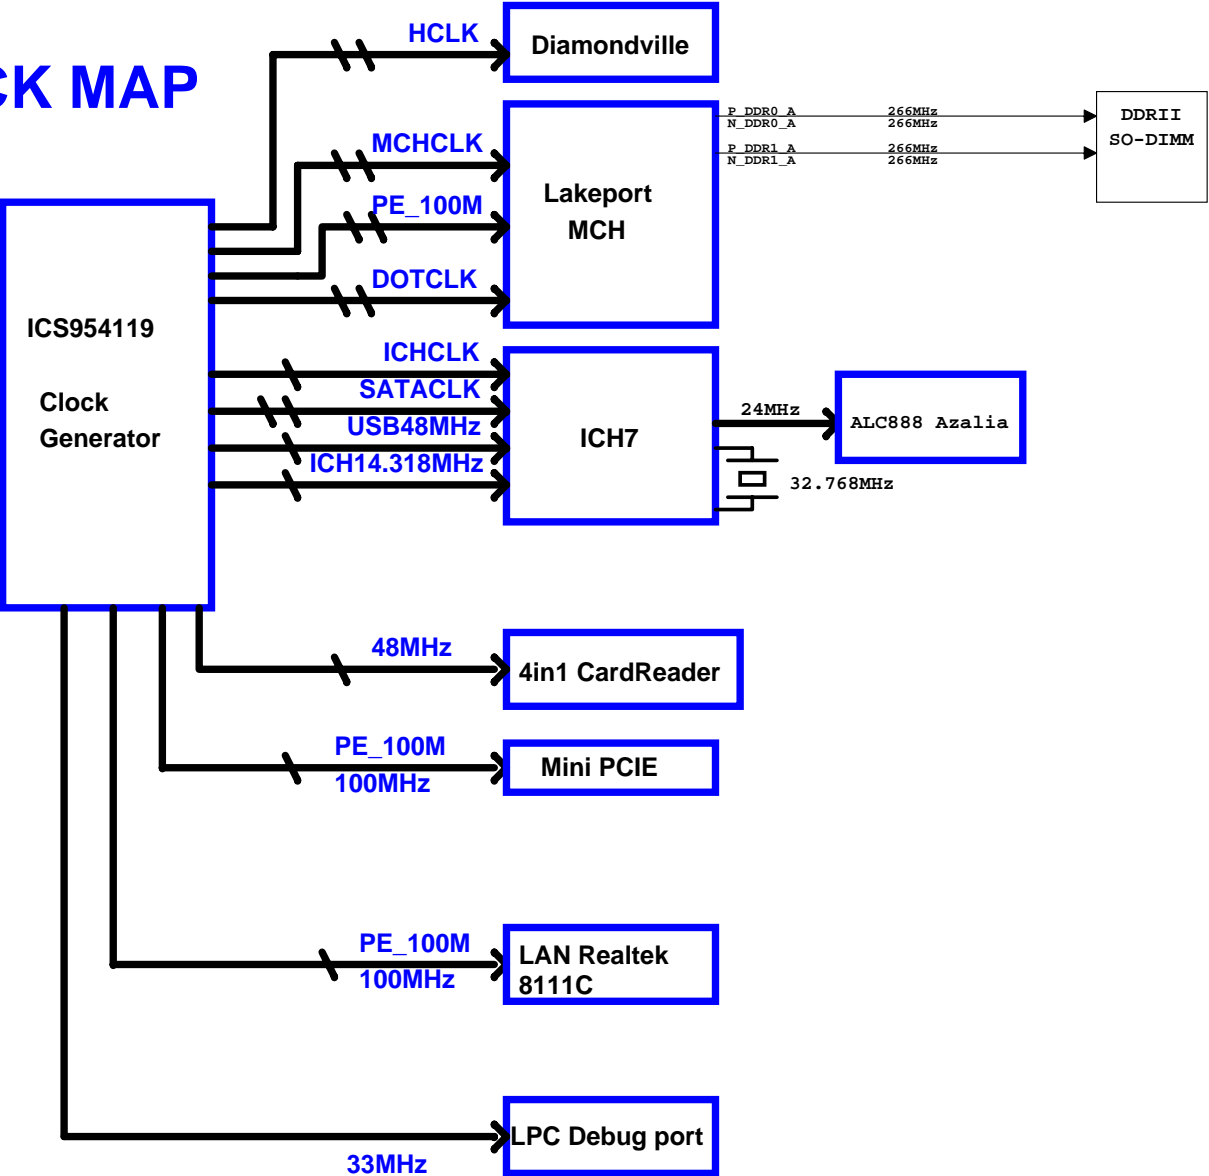 HCLK
Diamondville
CK MAP
P_DDR0_A 266MHz
N_DDR0_A 266MHz
DDRII
SO-DIMM
P_DDR1_A 266MHz
N_DDR1_A 266MHz
MCHCLK
Lakeport
MCH
PE_100M
DOTCLK
ICS954119
Clock
Generator
ICHCLK
SATACLK
USB48MHz
ICH14.318MHz
ICH7
24MHz
ALC888 Azalia
32.768MHz
48MHz
4in1 CardReader
PE_100M
100MHz
Mini PCIE
PE_100M
100MHz
LAN Realtek
8111C
LPC Debug port
33MHz